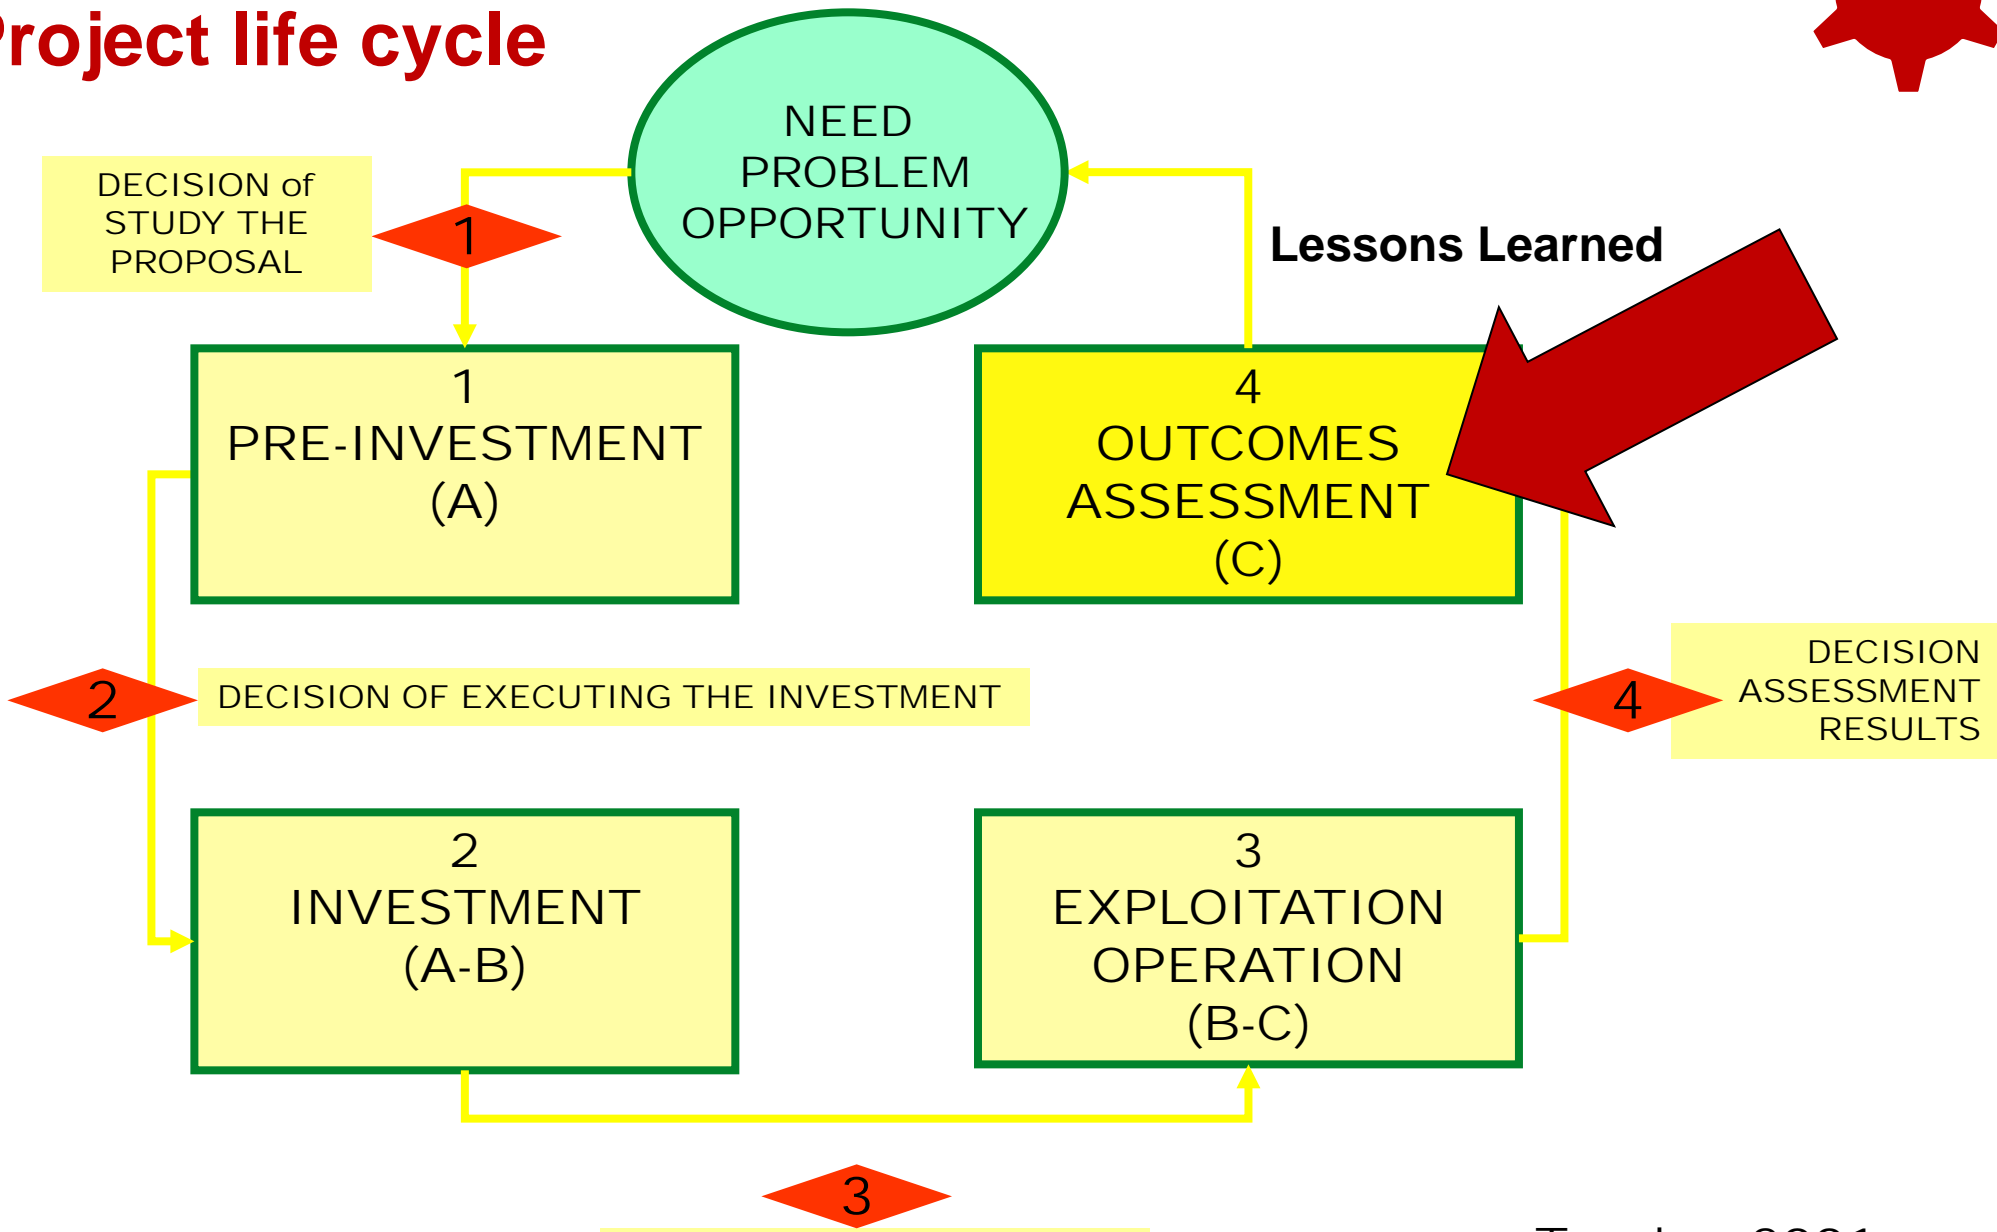 Project life cycle
NEED
PROBLEM
OPPORTUNITY
DECISION of
STUDY THE
PROPOSAL
1
Lessons Learned
1
PRE-INVESTMENT
(A)
4
OUTCOMES
ASSESSMENT
(C)
2
DECISION OF EXECUTING THE INVESTMENT
4
DECISION
ASSESSMENT
RESULTS
2
INVESTMENT
(A-B)
3
EXPLOITATION
OPERATION
(B-C)
3